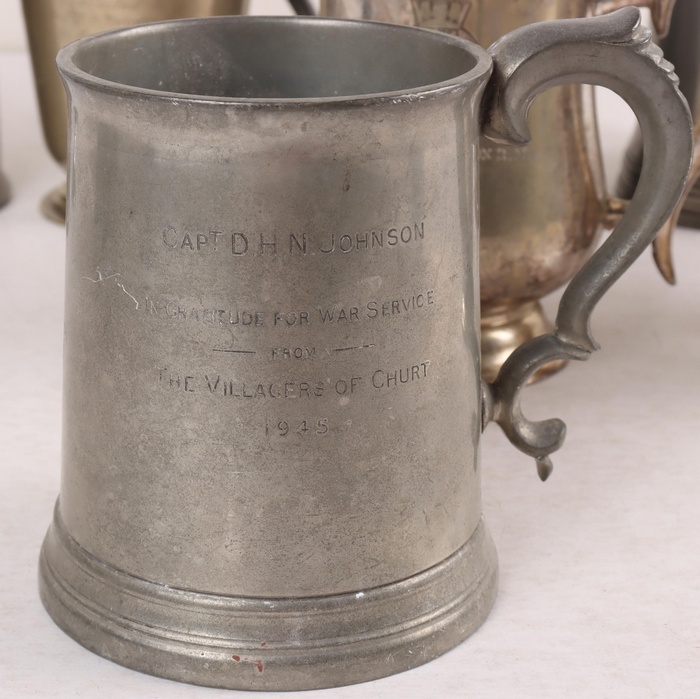 CAPT D H N JOHNSON
IN GRATITUDE FOR WAR SERVICE
FROM
THE VILLAGERS OF CHURT
1945